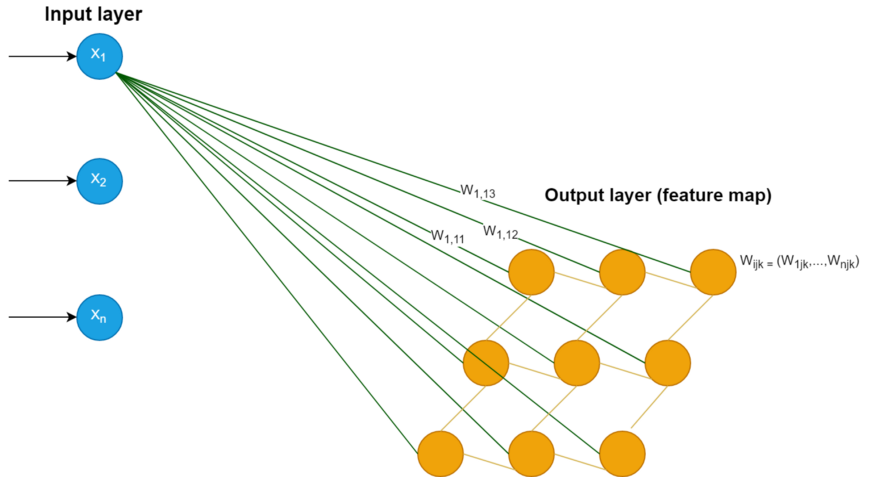 Input layer
X1
X2
Xn
W1,13
W1,12
W1,11
Output layer (feature map)
Wijk = (W1jk,...,Wnjk)